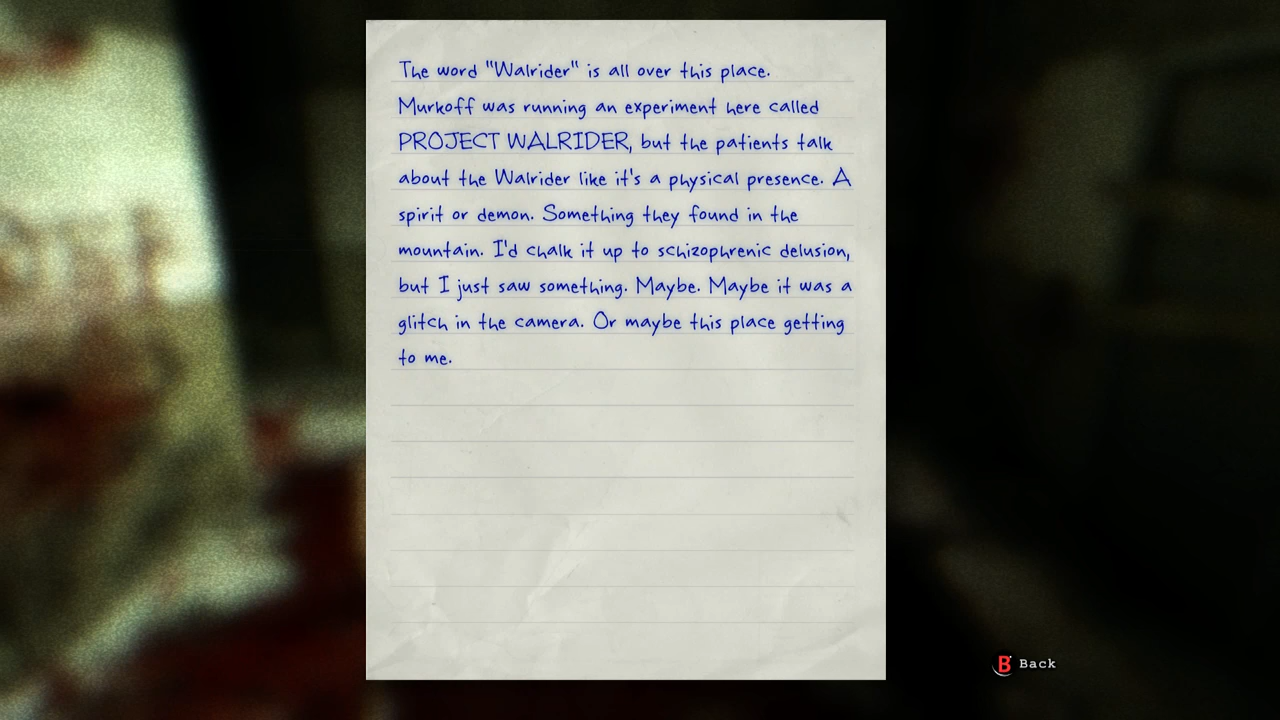 The word "Walrider" is all over this place.
Murkoff was running an experiment here called
PROJECT WALRIDER, but the patients talk
about the Walrider like it's a physical presence. A
spirit or demon. Something they found in the
mountain. I'd chalk it up to schizophrenic delusion,
but I just saw something. Maybe. Maybe it was a
glitch in the camera. Or maybe this place getting
to me.
B Back